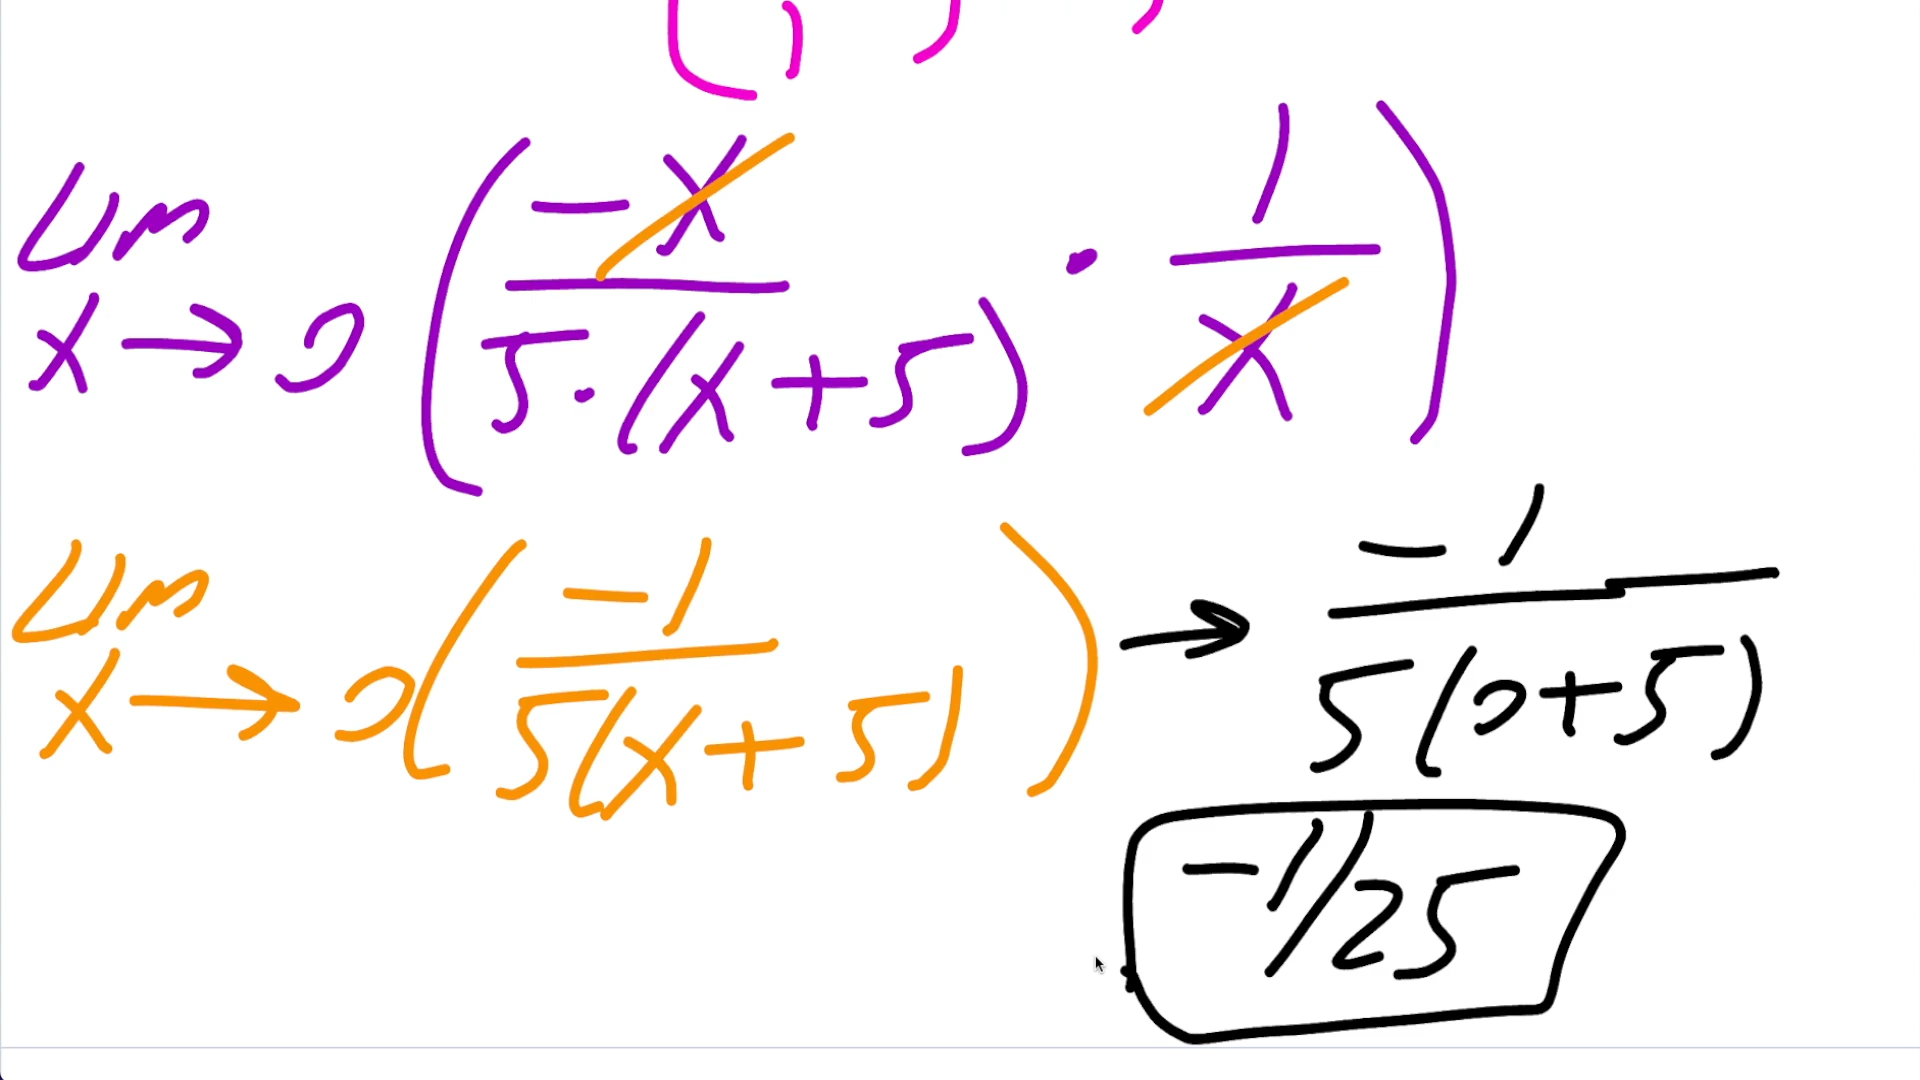 lim x→0 ( -x / 5·(x+5) · 1/x )
lim x→0 ( -1 / 5(x+5) ) → -1 / 5(0+5)
-1/25